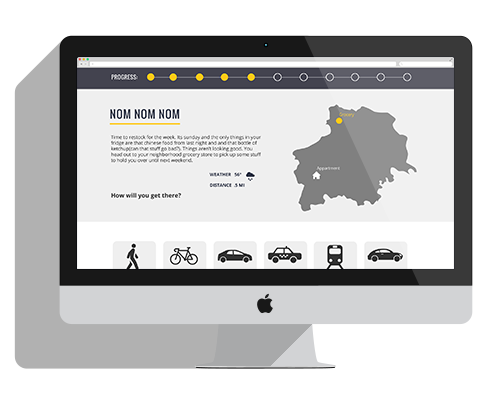 PROGRESS:
NOM NOM NOM
Time to restock for the week. Its sunday and the only things in your
fridge are that chinese food from last night and and that bottle of
ketchup(can that stuff go bad?). Things aren't looking good. You
head out to your neighborhood grocery store to pick up some stuff
to hold you over until next weekend.
WEATHER 56°
DISTANCE .5 MI
How will you get there?
Grocery
Appartment